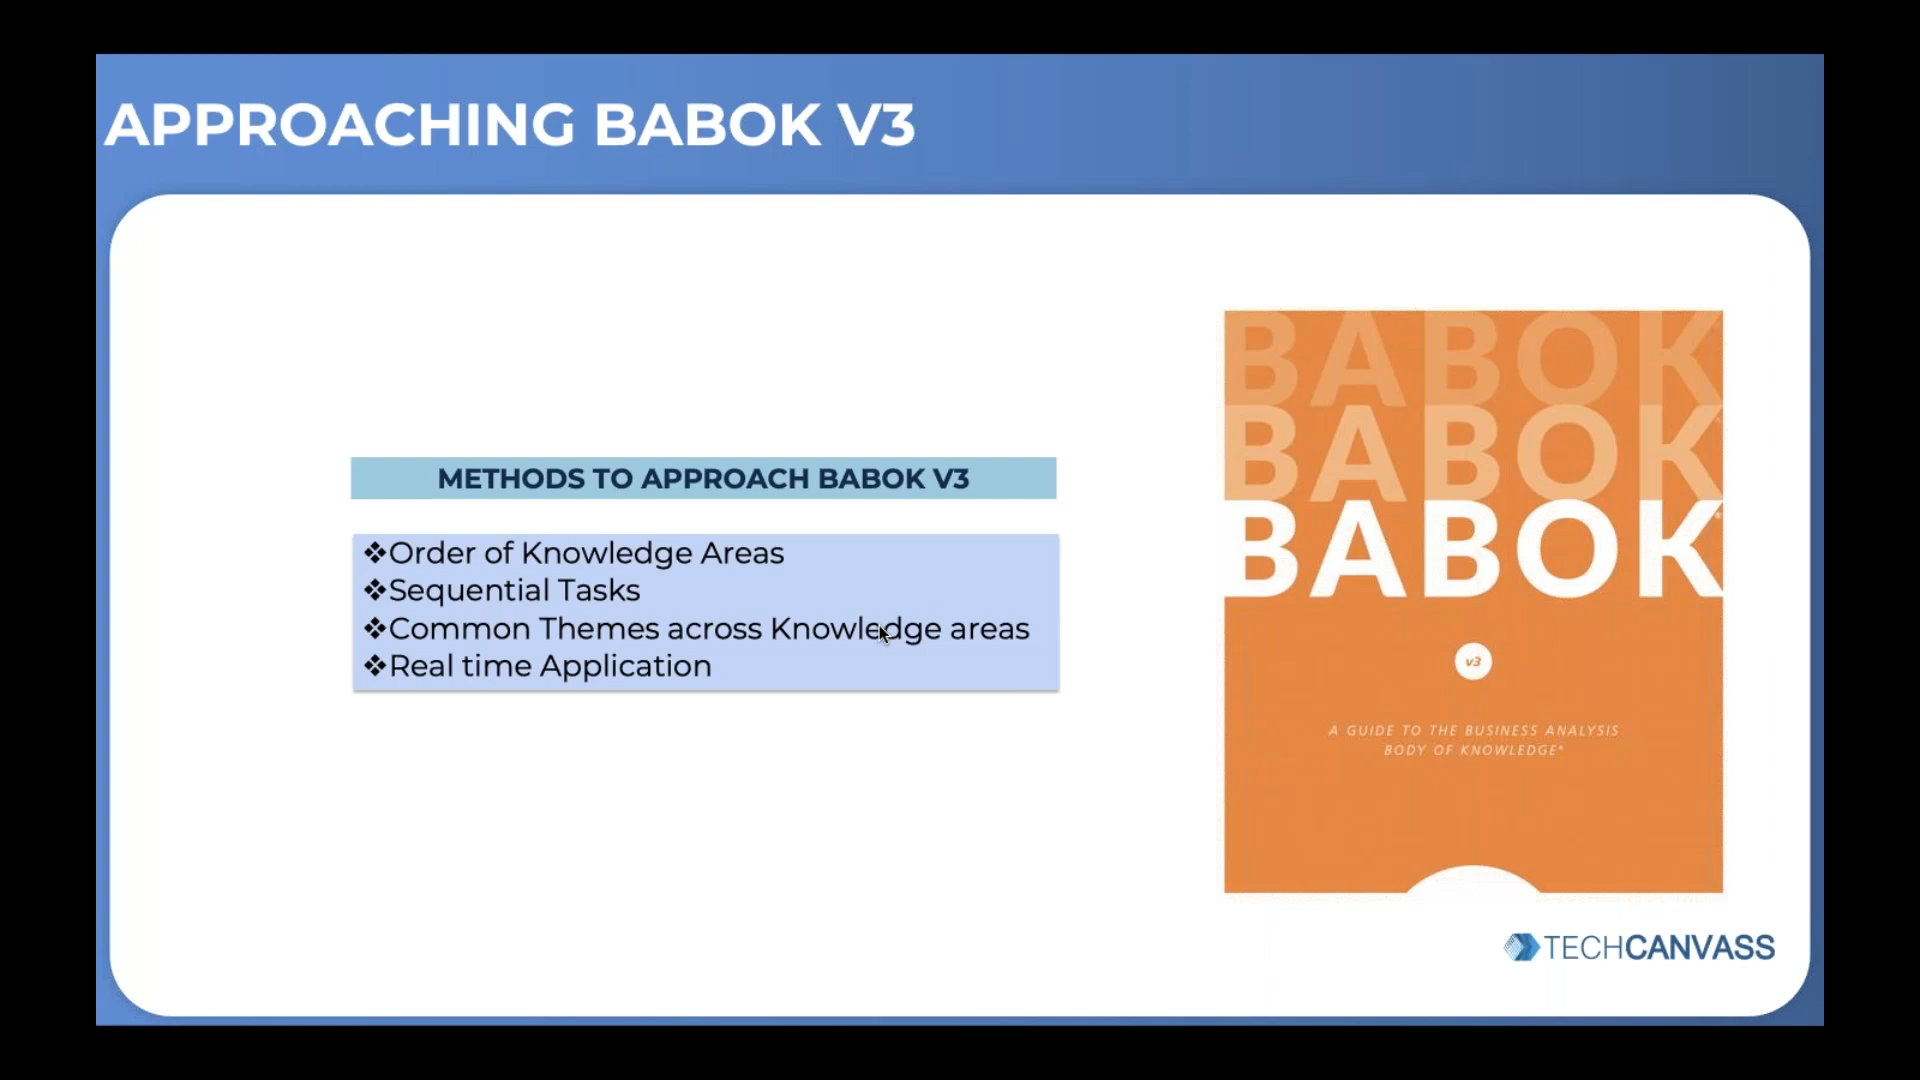 APPROACHING BABOK V3
METHODS TO APPROACH BABOK V3
❖Order of Knowledge Areas
❖Sequential Tasks
❖Common Themes across Knowledge areas
❖Real time Application
BABOK
BABOK
BABOK®
v3
A GUIDE TO THE BUSINESS ANALYSIS
BODY OF KNOWLEDGE®
TECHCANVASS